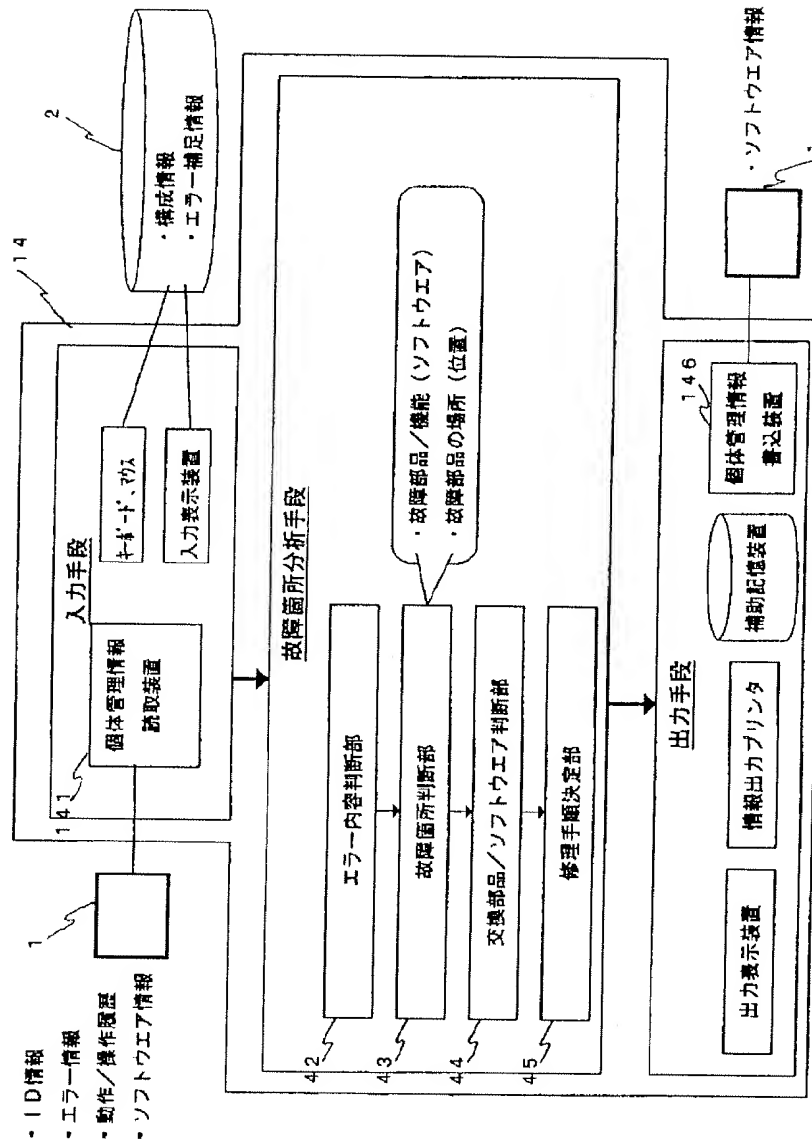 ・ID情報
・エラー情報
・動作/操作履歴
・ソフトウエア情報
1
141
入力手段
個体管理情報
読取装置
キーボード、マウス
入力表示装置
14
2
・構成情報
・エラー補足情報
故障箇所分析手段
42
エラー内容判断部
43
故障箇所判断部
44
交換部品/ソフトウエア判断部
45
修理手順決定部
・故障部品/機能(ソフトウエア)
・故障部品の場所(位置)
出力手段
出力表示装置
情報出力プリンタ
補助記憶装置
146
個体管理情報
書込装置
・ソフトウエア情報